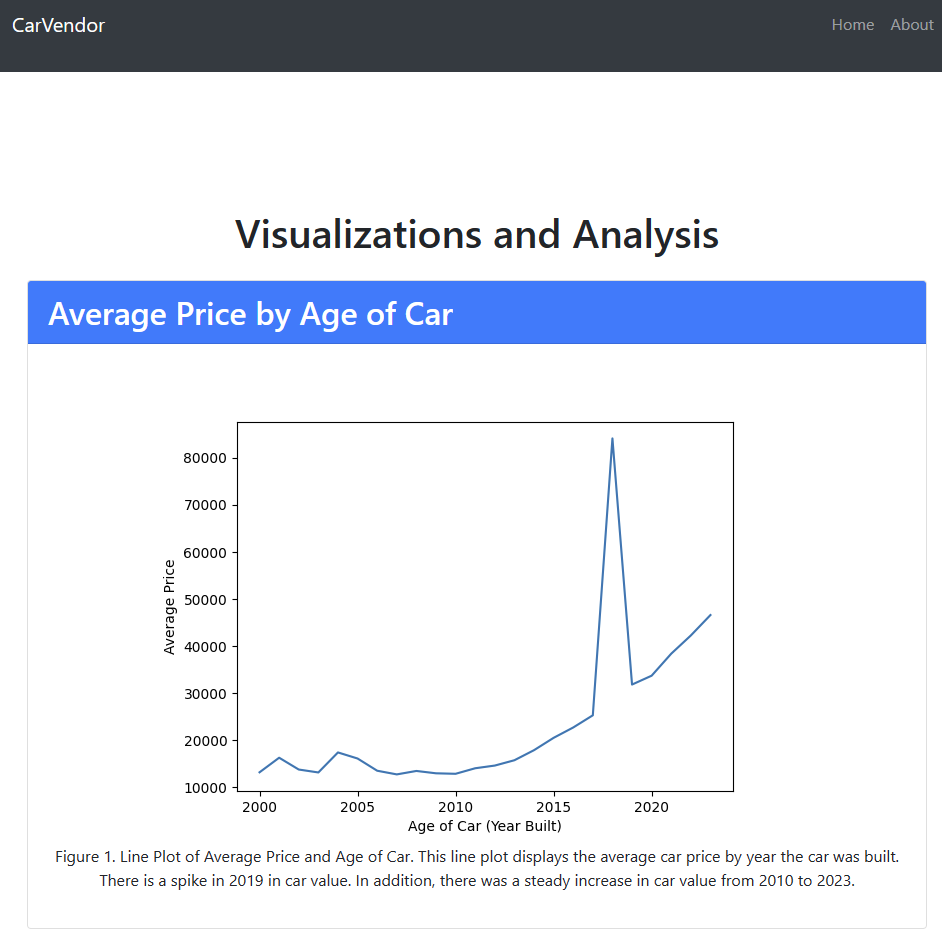 CarVendor
Home About
Visualizations and Analysis
Average Price by Age of Car
80000
70000
60000
50000
40000
30000
20000
10000
Average Price
2000 2005 2010 2015 2020
Age of Car (Year Built)
Figure 1. Line Plot of Average Price and Age of Car. This line plot displays the average car price by year the car was built.
There is a spike in 2019 in car value. In addition, there was a steady increase in car value from 2010 to 2023.